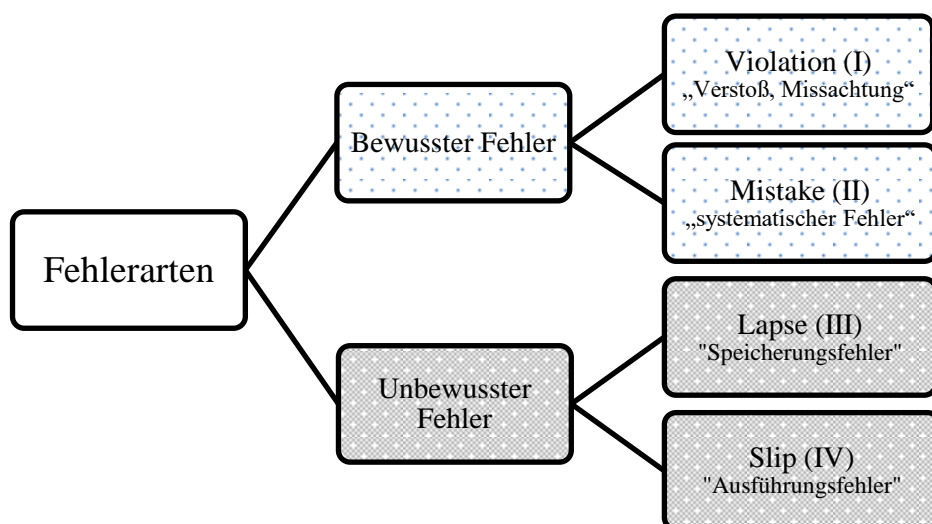 Fehlerarten
Bewusster Fehler
Violation (I)
„Verstoß, Missachtung“
Mistake (II)
„systematischer Fehler“
Unbewusster
Fehler
Lapse (III)
"Speicherungsfehler"
Slip (IV)
"Ausführungsfehler"